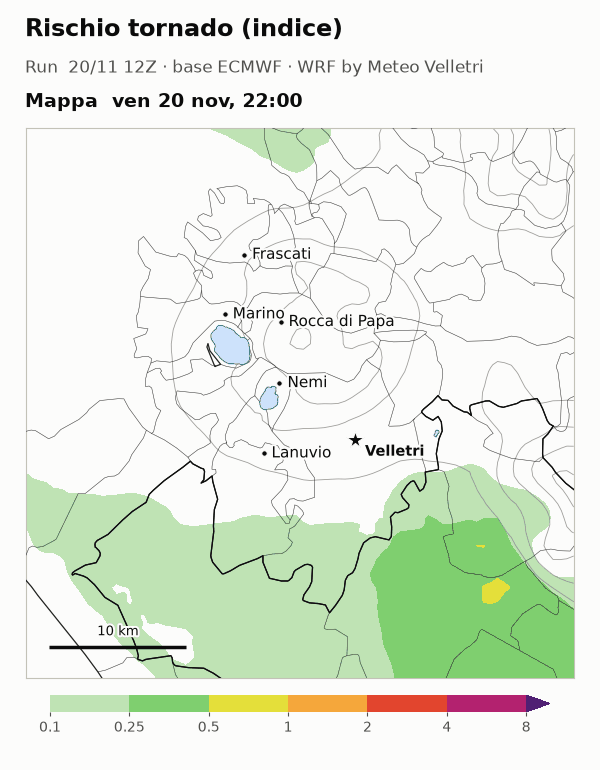 Rischio tornado (indice)
Run  20/11 12Z · base ECMWF · WRF by Meteo Velletri
Mappa  ven 20 nov, 22:00
Frascati
Marino
Rocca di Papa
Nemi
Velletri
Lanuvio
10 km
0.1 0.25 0.5 1 2 4 8